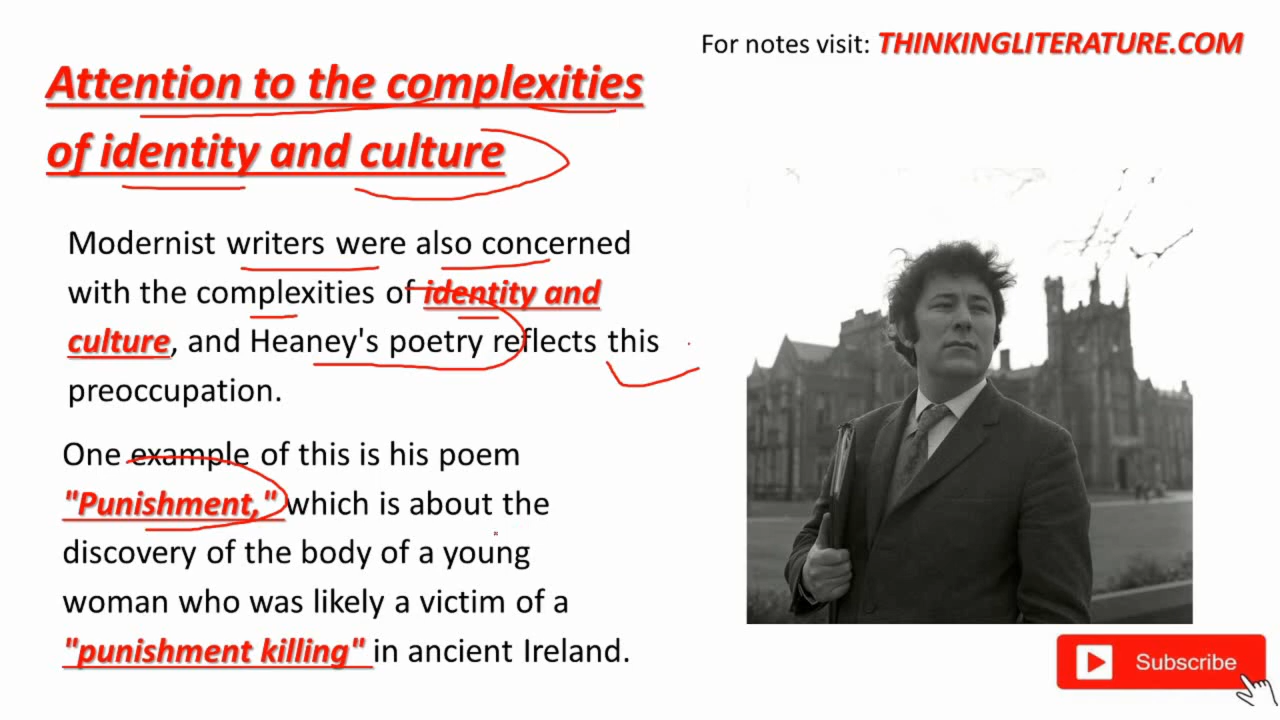 For notes visit: THINKINGLITERATURE.COM
Attention to the complexities
of identity and culture
Modernist writers were also concerned
with the complexities of identity and
culture, and Heaney's poetry reflects this
preoccupation.
One example of this is his poem
"Punishment," which is about the
discovery of the body of a young
woman who was likely a victim of a
"punishment killing" in ancient Ireland.
Subscribe